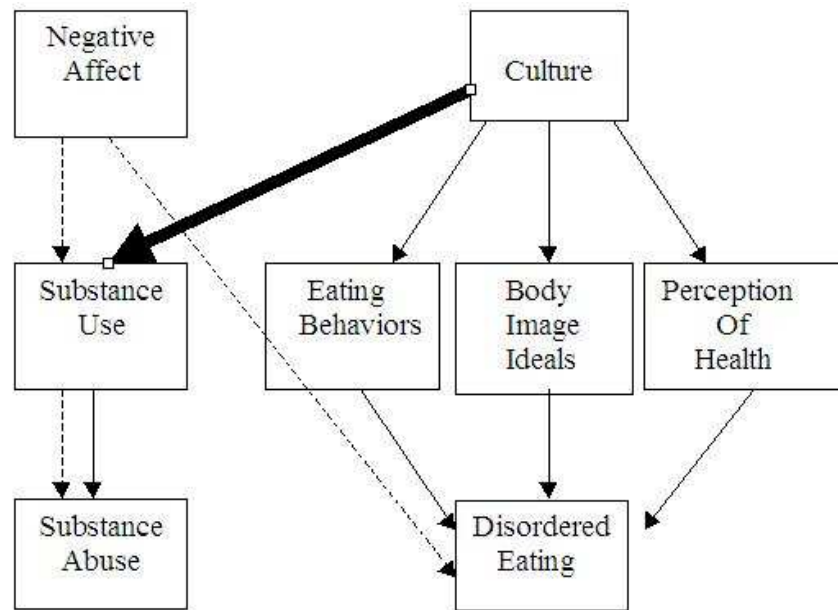 Negative
Affect
Culture
Substance
Use
Eating
Behaviors
Body
Image
Ideals
Perception
Of
Health
Substance
Abuse
Disordered
Eating